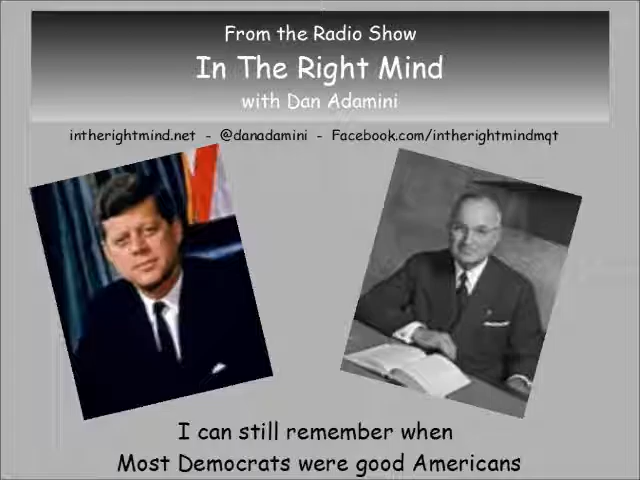 From the Radio Show
In The Right Mind
with Dan Adamini
intherightmind.net - @danadamini - Facebook.com/intherightmindmqt
I can still remember when
Most Democrats were good Americans